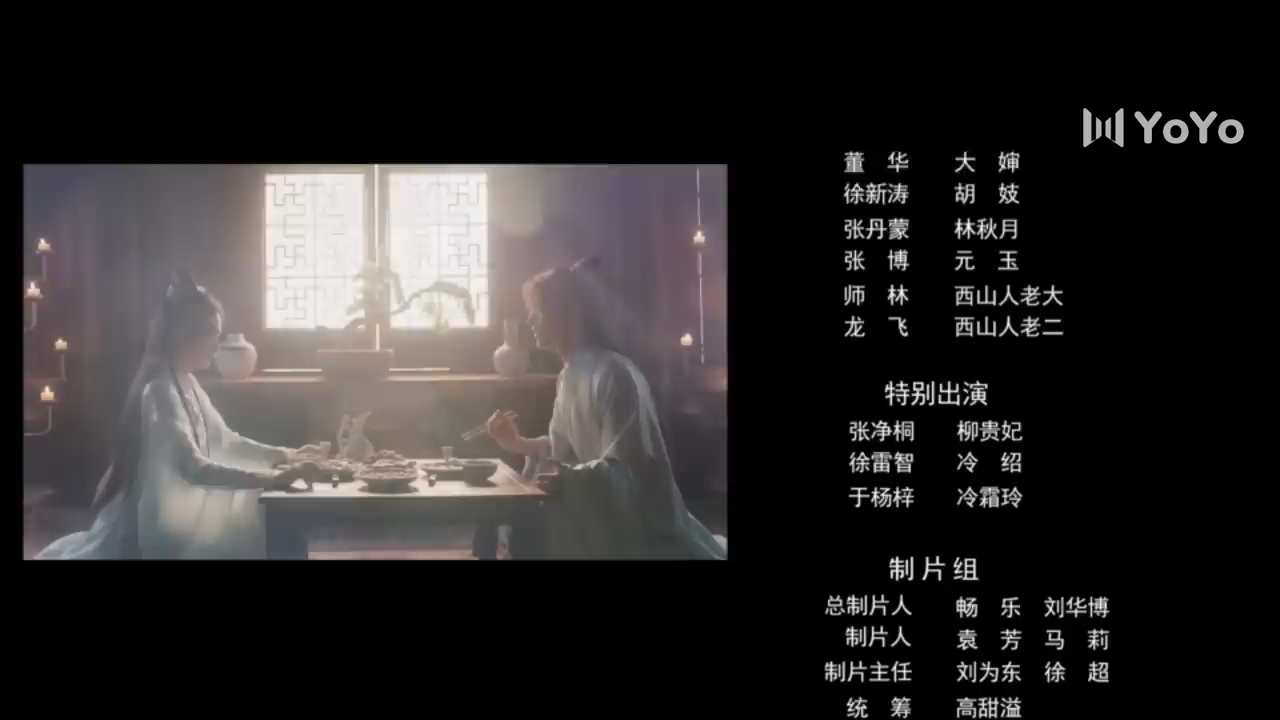 YoYo
董 华 大 婶
徐新涛 胡 妓
张丹蒙 林秋月
张 博 元 玉
师 林 西山人老大
龙 飞 西山人老二
特别出演
张净桐 柳贵妃
徐雷智 冷 绍
于杨梓 冷霜玲
制片组
总制片人 畅 乐 刘华博
制片人 袁 芳 马 莉
制片主任 刘为东 徐 超
统 筹 高甜溢